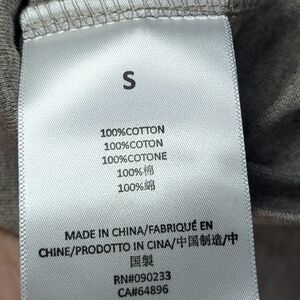 S
100%COTTON
100%COTON
100%COTONE
100%棉
100%綿
MADE IN CHINA/FABRIQUÉ EN
CHINE/PRODOTTO IN CINA/中国制造/中
国製
RN#090233
CA#64896